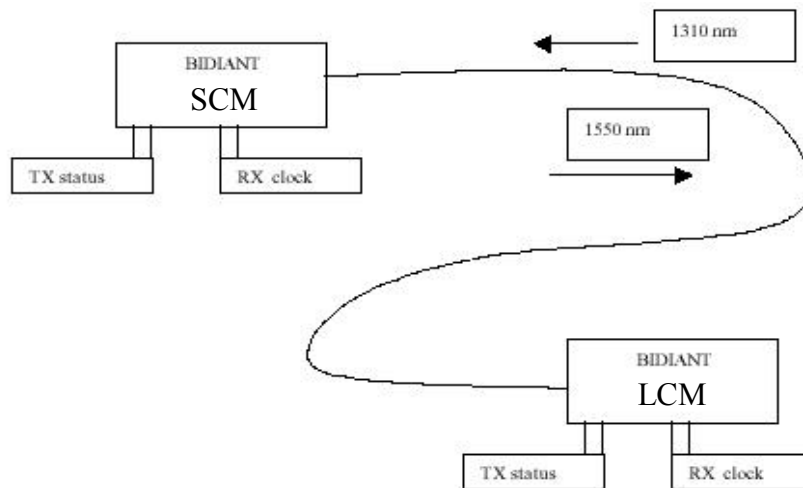 1310 nm
BIDIANT
SCM
1550 nm
TX status
RX clock
BIDIANT
LCM
TX status
RX clock